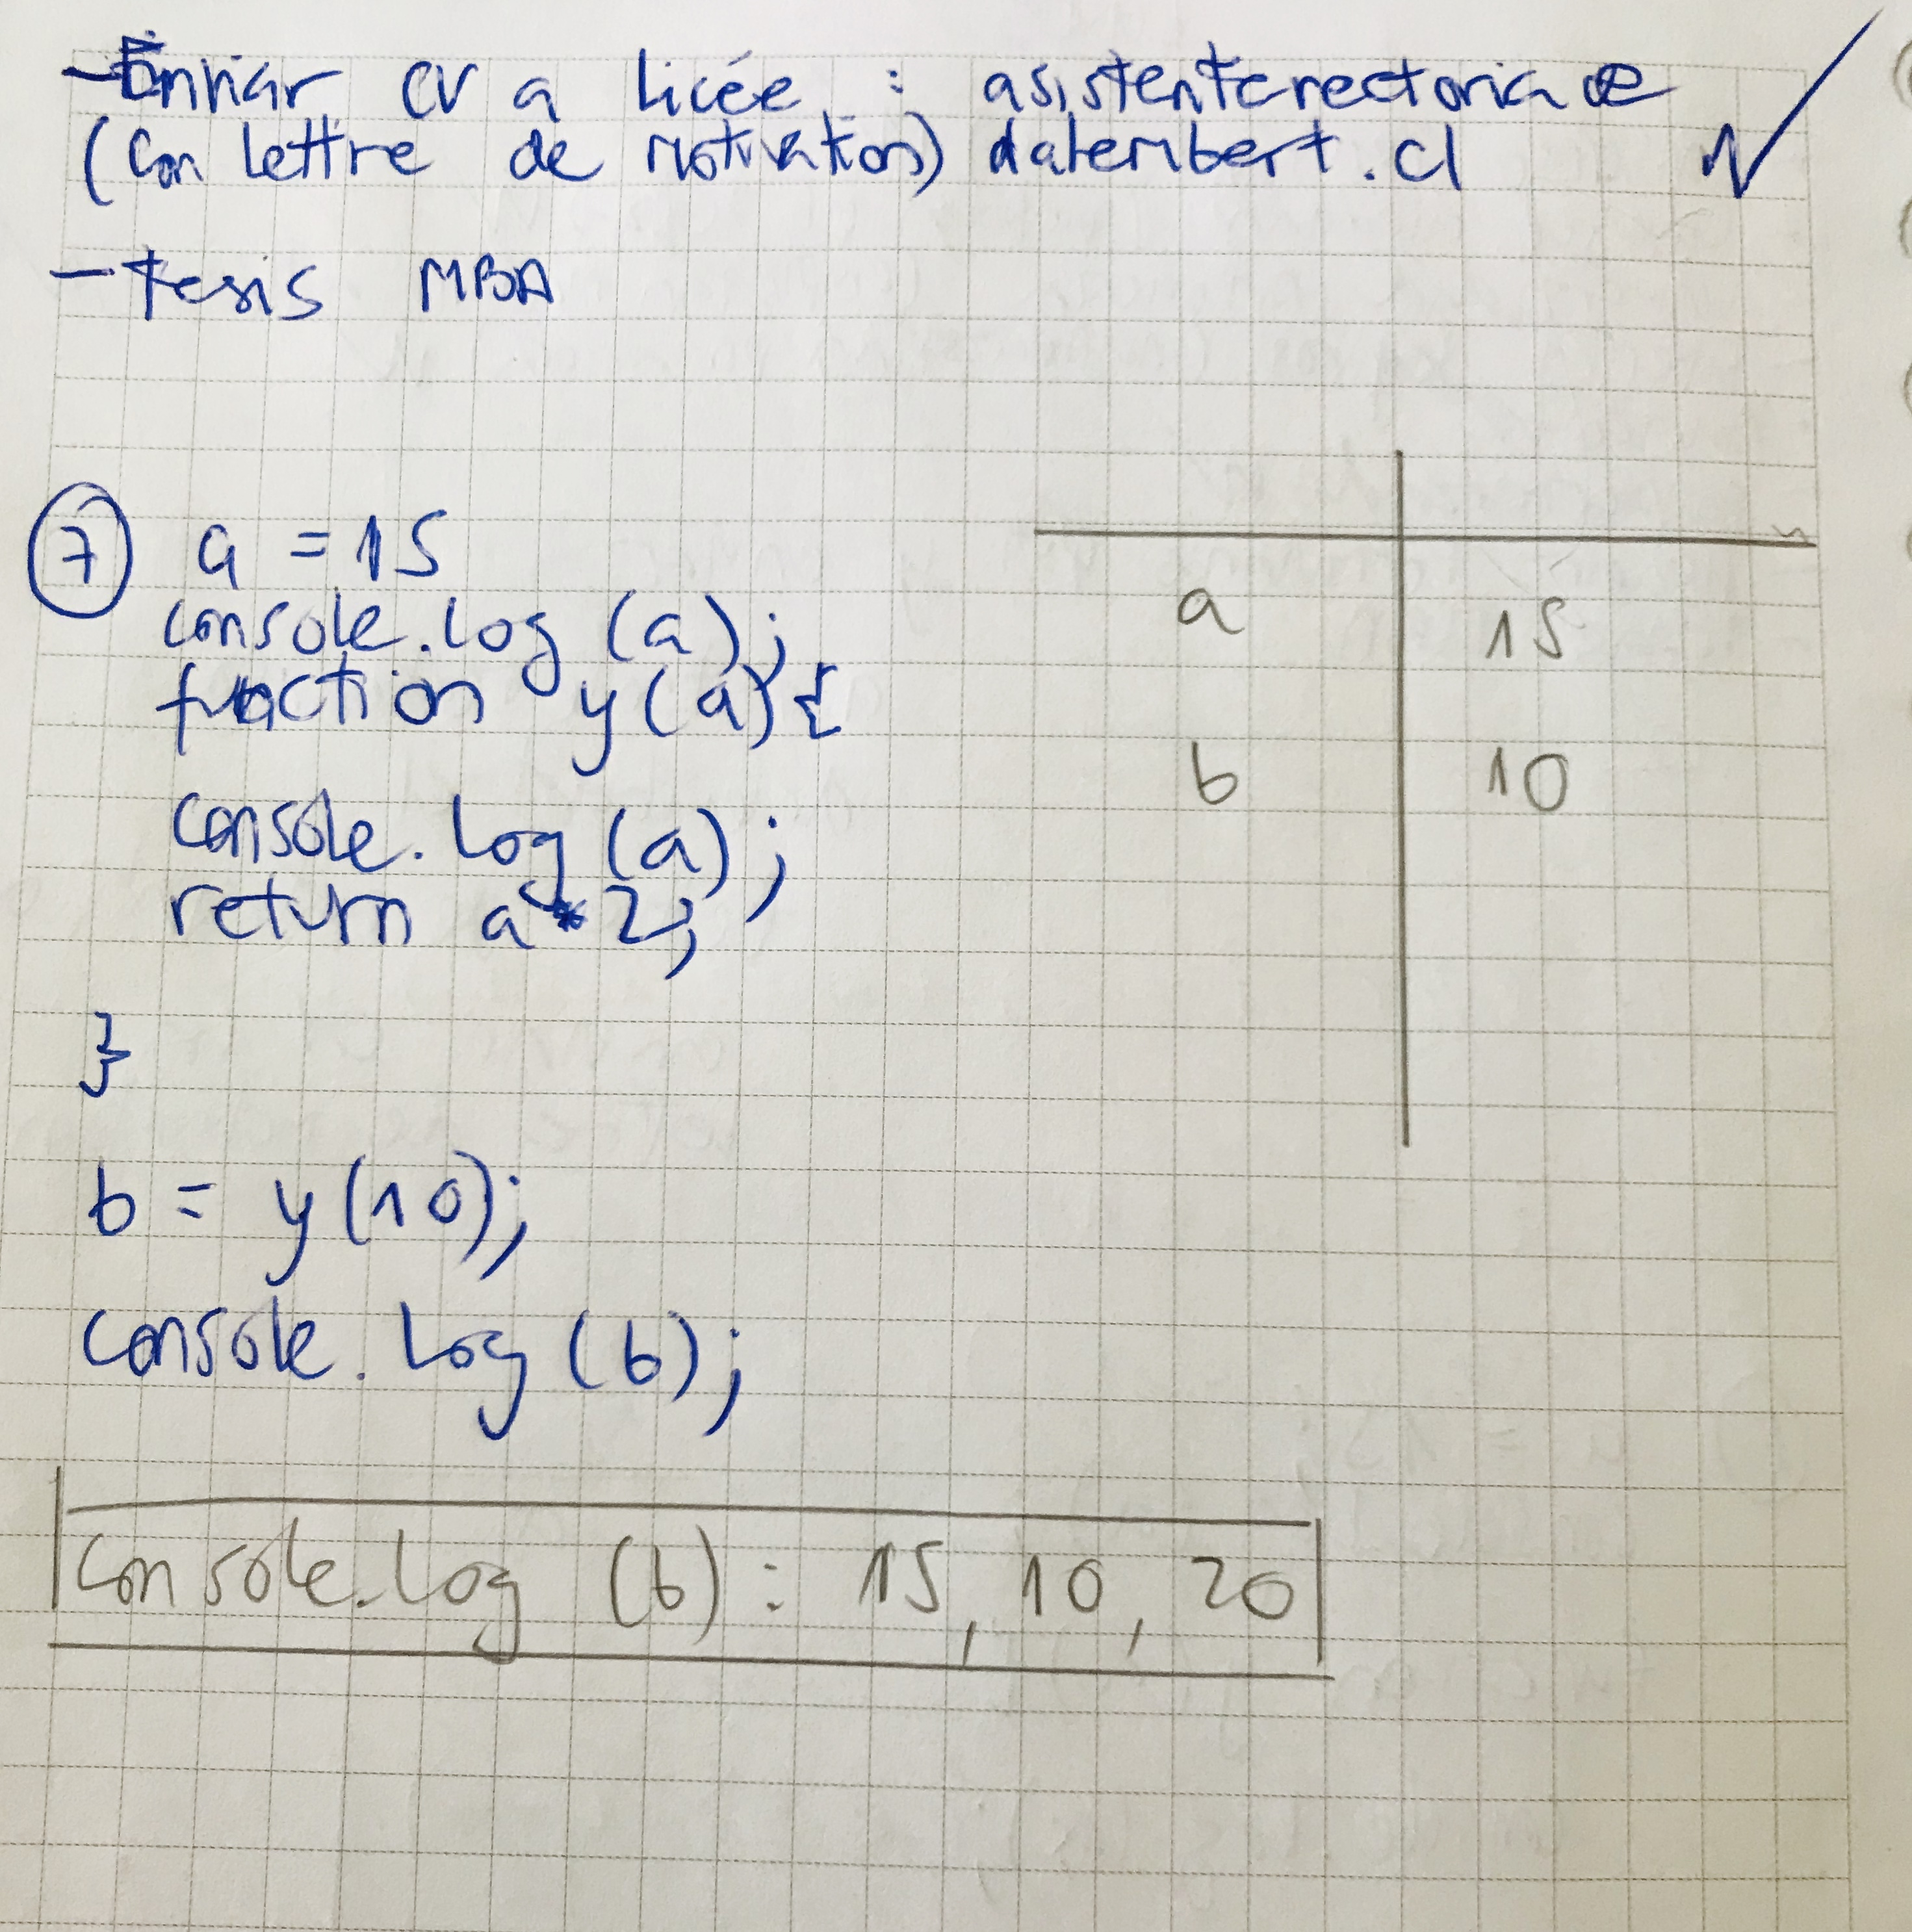 - Enviar CV a Licée : asistenterectoria@
(con lettre de motivation) dalembert.cl
- tesis MBA
7 a = 15
console.log (a);
function y(a) {
console.log (a);
return a * 2;
}
b = y(10);
console.log (b);
a 15
b 10
Console.log (b) : 15, 10, 20